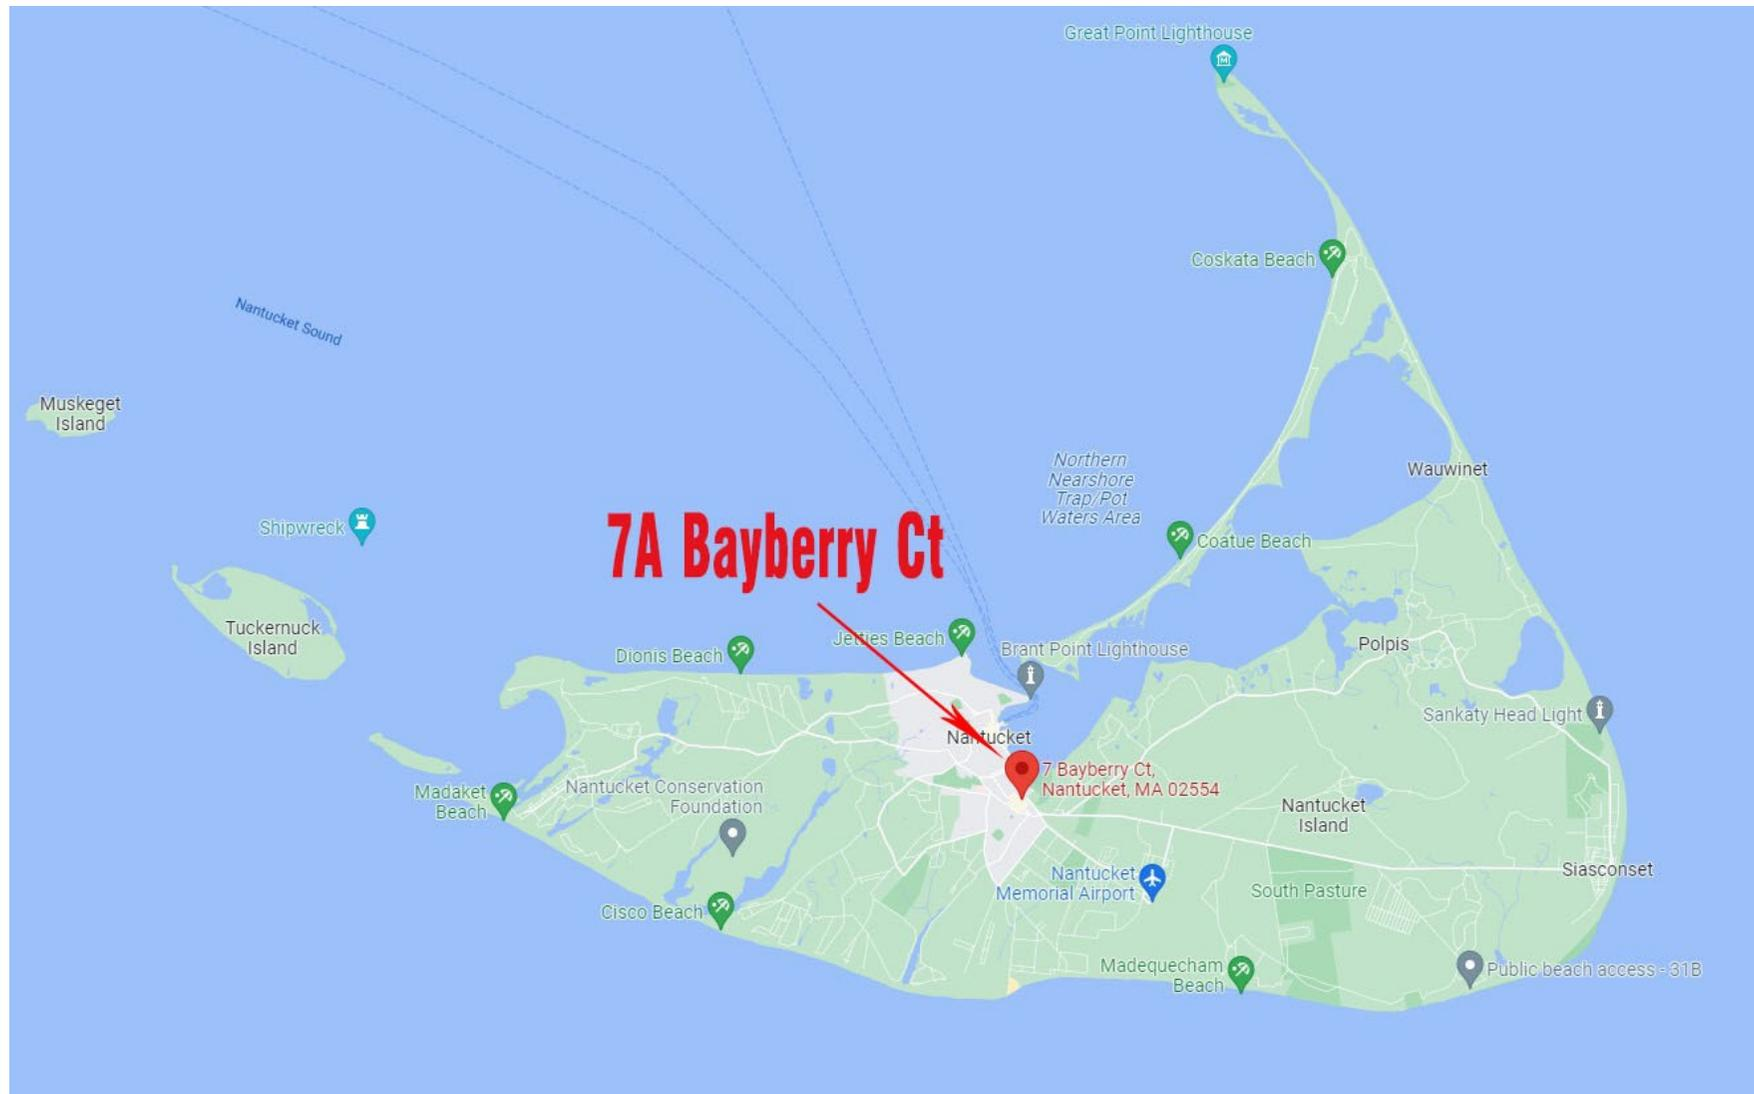 Great Point Lighthouse
Coskata Beach
Nantucket Sound
Muskeget
Island
Northern
Nearshore
Trap/Pot
Waters Area
Wauwinet
Shipwreck
7A Bayberry Ct
Coatue Beach
Tuckernuck
Island
Dionis Beach
Jetties Beach
Brant Point Lighthouse
Polpis
Sankaty Head Light
Nantucket
7 Bayberry Ct,
Nantucket, MA 02554
Madaket
Beach
Nantucket Conservation
Foundation
Nantucket
Island
Siasconset
Nantucket
Memorial Airport
South Pasture
Cisco Beach
Madequecham
Beach
Public beach access - 31B